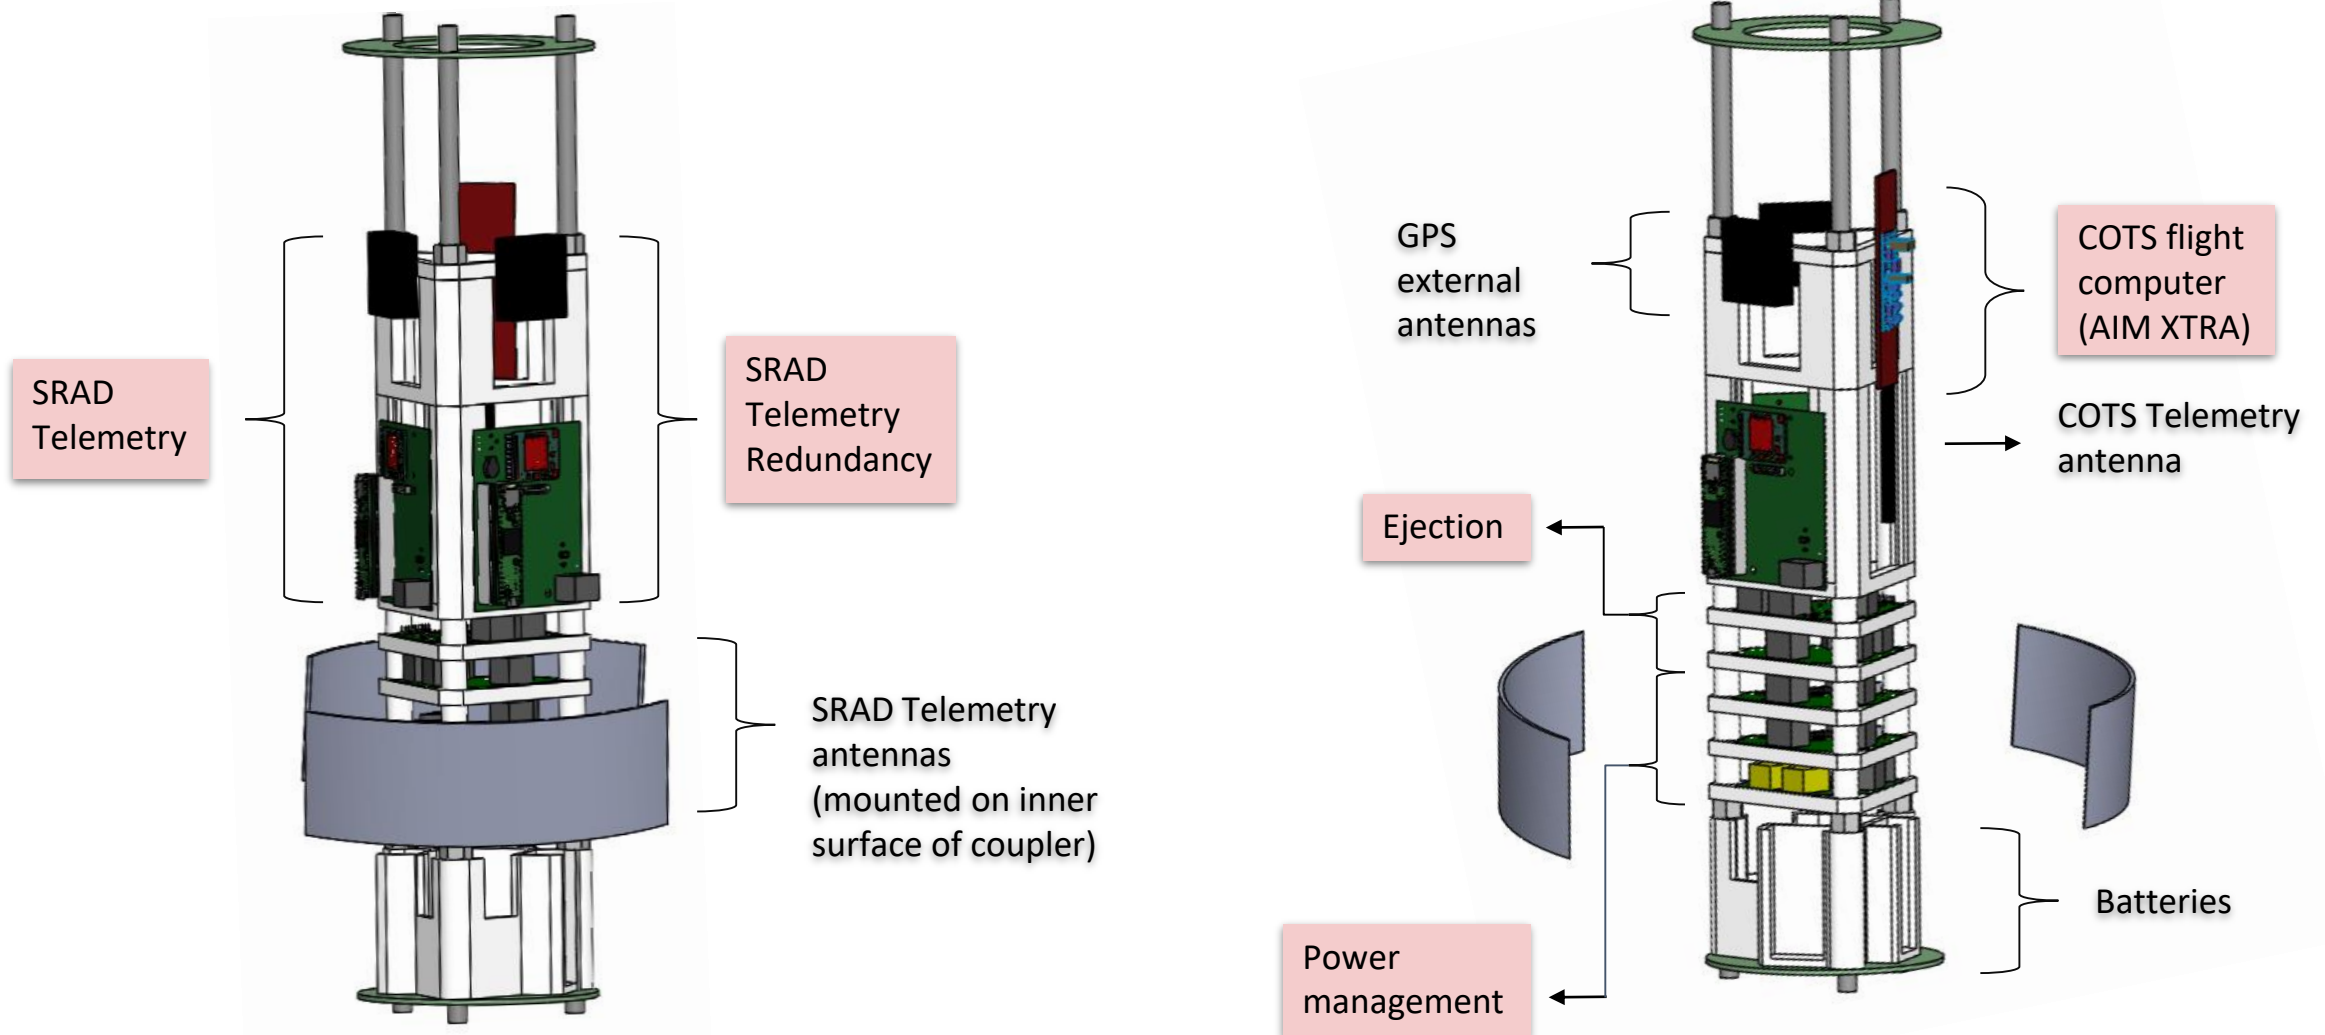 SRAD
Telemetry
SRAD
Telemetry
Redundancy
SRAD Telemetry
antennas
(mounted on inner
surface of coupler)
GPS
external
antennas
COTS flight
computer
(AIM XTRA)
COTS Telemetry
antenna
Ejection
Batteries
Power
management